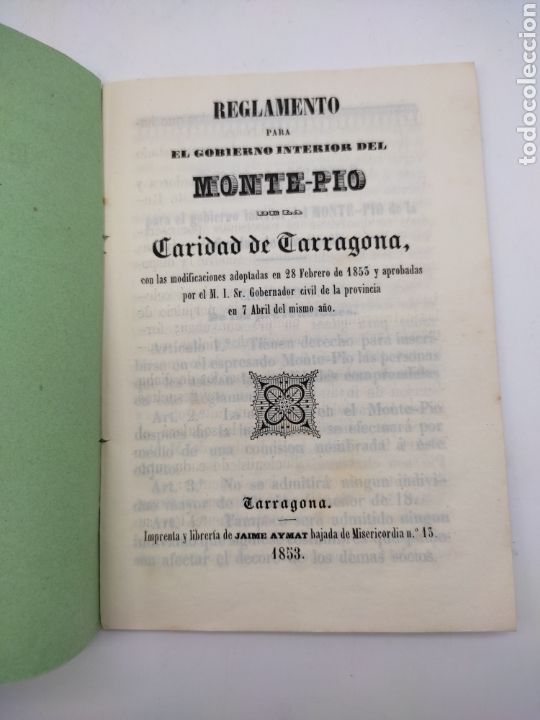 REGLAMENTO
PARA
EL GOBIERNO INTERIOR DEL
MONTE-PIO
DE LA
Caridad de Tarragona,
con las modificaciones adoptadas en 28 Febrero de 1853 y aprobadas
por el M. I. Sr. Gobernador civil de la provincia
en 7 Abril del mismo año.
Tarragona.
Imprenta y librería de JAIME AYMAT bajada de Misericordia n.º 15.
1853.
todocoleccion